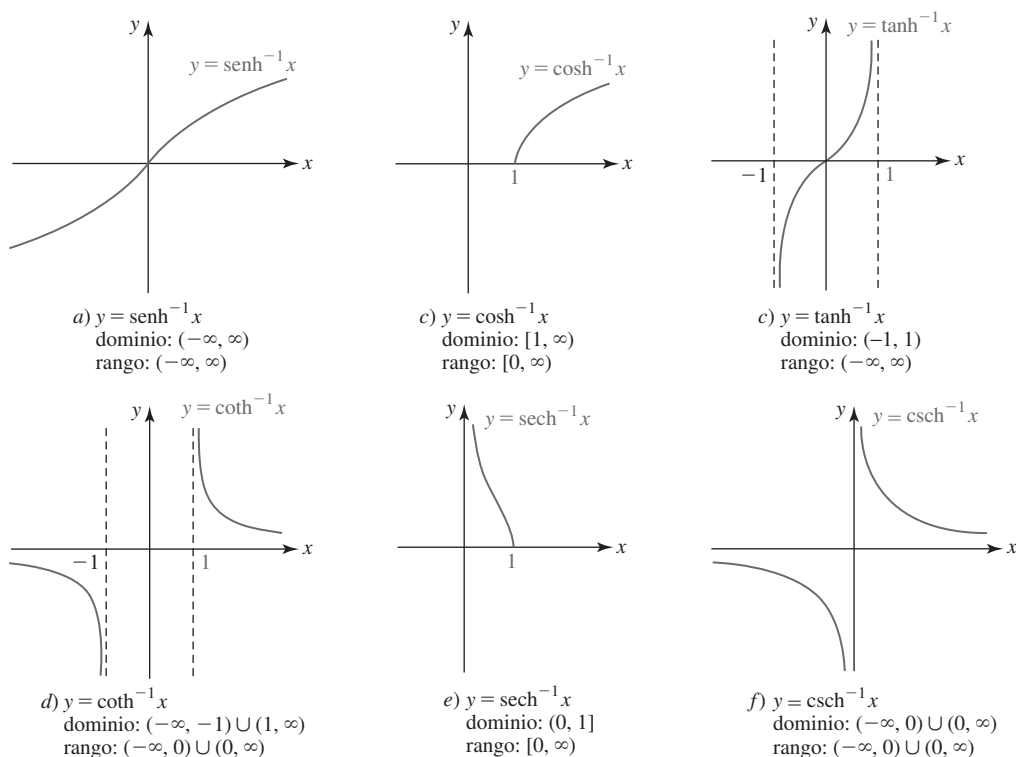 y
y = senh⁻¹x
x
a) y = senh⁻¹x
dominio: (−∞, ∞)
rango: (−∞, ∞)
y
y = cosh⁻¹x
x
1
c) y = cosh⁻¹x
dominio: [1, ∞)
rango: [0, ∞)
y
y = tanh⁻¹x
x
−1
1
c) y = tanh⁻¹x
dominio: (–1, 1)
rango: (−∞, ∞)
y
y = coth⁻¹x
x
−1
1
d) y = coth⁻¹x
dominio: (−∞, −1) ∪ (1, ∞)
rango: (−∞, 0) ∪ (0, ∞)
y
y = sech⁻¹x
x
1
e) y = sech⁻¹x
dominio: (0, 1]
rango: [0, ∞)
y
y = csch⁻¹x
x
f) y = csch⁻¹x
dominio: (−∞, 0) ∪ (0, ∞)
rango: (−∞, 0) ∪ (0, ∞)